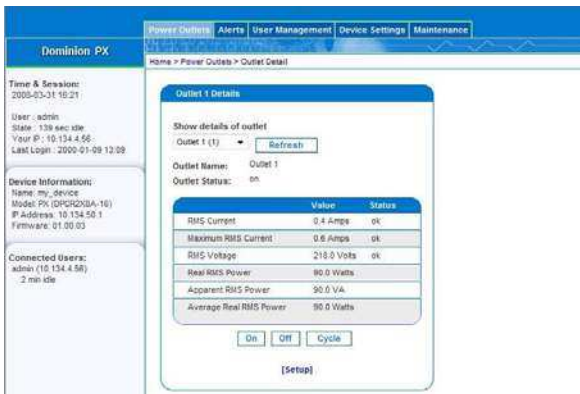 Power Outlets Alerts User Management Device Settings Maintenance
Dominion PX
Home > Power Outlets > Outlet Detail
Time & Session:
2008-03-31 16:21
User : admin
State : 139 sec idle
Your IP : 10.134.4.56
Last Login : 2000-01-09 12:09
Device Information:
Name: my_device
Model: PX (DPCR2X8A-16)
IP Address: 10.134.50.1
Firmware: 01.00.03
Connected Users:
admin (10.134.4.56)
2 min idle
Outlet 1 Details
Show details of outlet
Outlet 1 (1) Refresh
Outlet Name: Outlet 1
Outlet Status: on
Value Status
RMS Current 0.4 Amps ok
Maximum RMS Current 0.6 Amps ok
RMS Voltage 218.0 Volts ok
Real RMS Power 90.0 Watts
Apparent RMS Power 90.0 VA
Average Real RMS Power 90.0 Watts
On Off Cycle
[Setup]